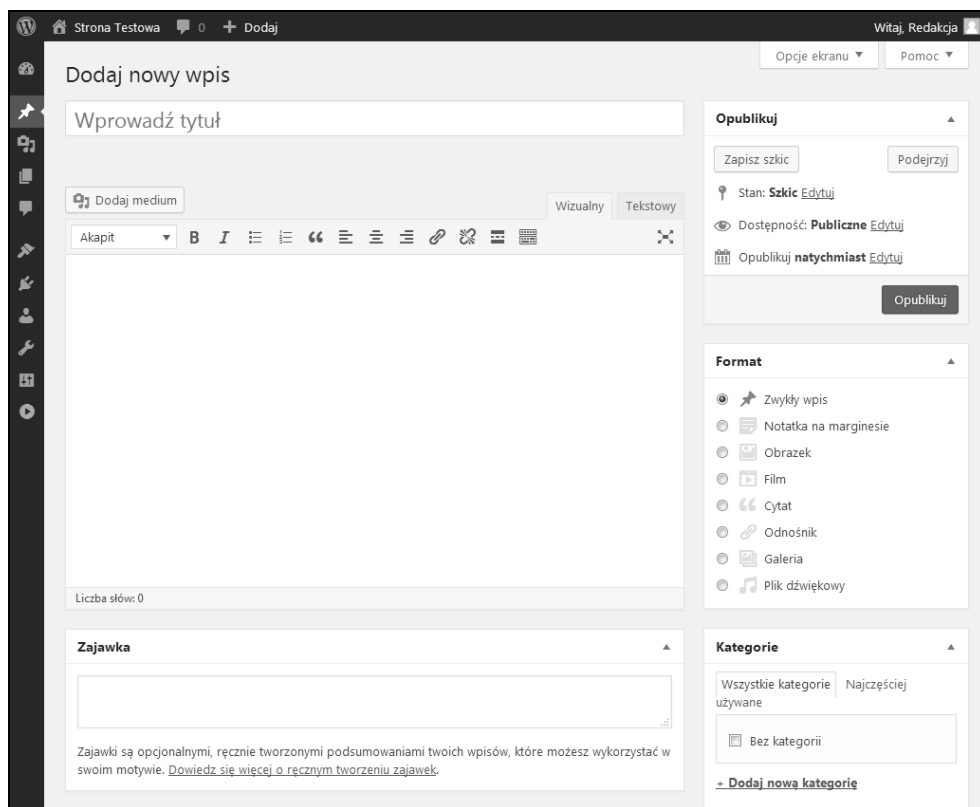 Strona Testowa 0 + Dodaj Witaj, Redakcja
Opcje ekranu ▼ Pomoc ▼
Dodaj nowy wpis
Wprowadź tytuł
Dodaj medium
Wizualny Tekstowy
Akapit B I
Liczba słów: 0
Zajawka
Zajawki są opcjonalnymi, ręcznie tworzonymi podsumowaniami twoich wpisów, które możesz wykorzystać w
swoim motywie. Dowiedz się więcej o ręcznym tworzeniu zajawek.
Opublikuj
Zapisz szkic Podejrzyj
Stan: Szkic Edytuj
Dostępność: Publiczne Edytuj
Opublikuj natychmiast Edytuj
Opublikuj
Format
Zwykły wpis
Notatka na marginesie
Obrazek
Film
Cytat
Odnośnik
Galeria
Plik dźwiękowy
Kategorie
Wszystkie kategorie Najczęściej
używane
Bez kategorii
+ Dodaj nową kategorię